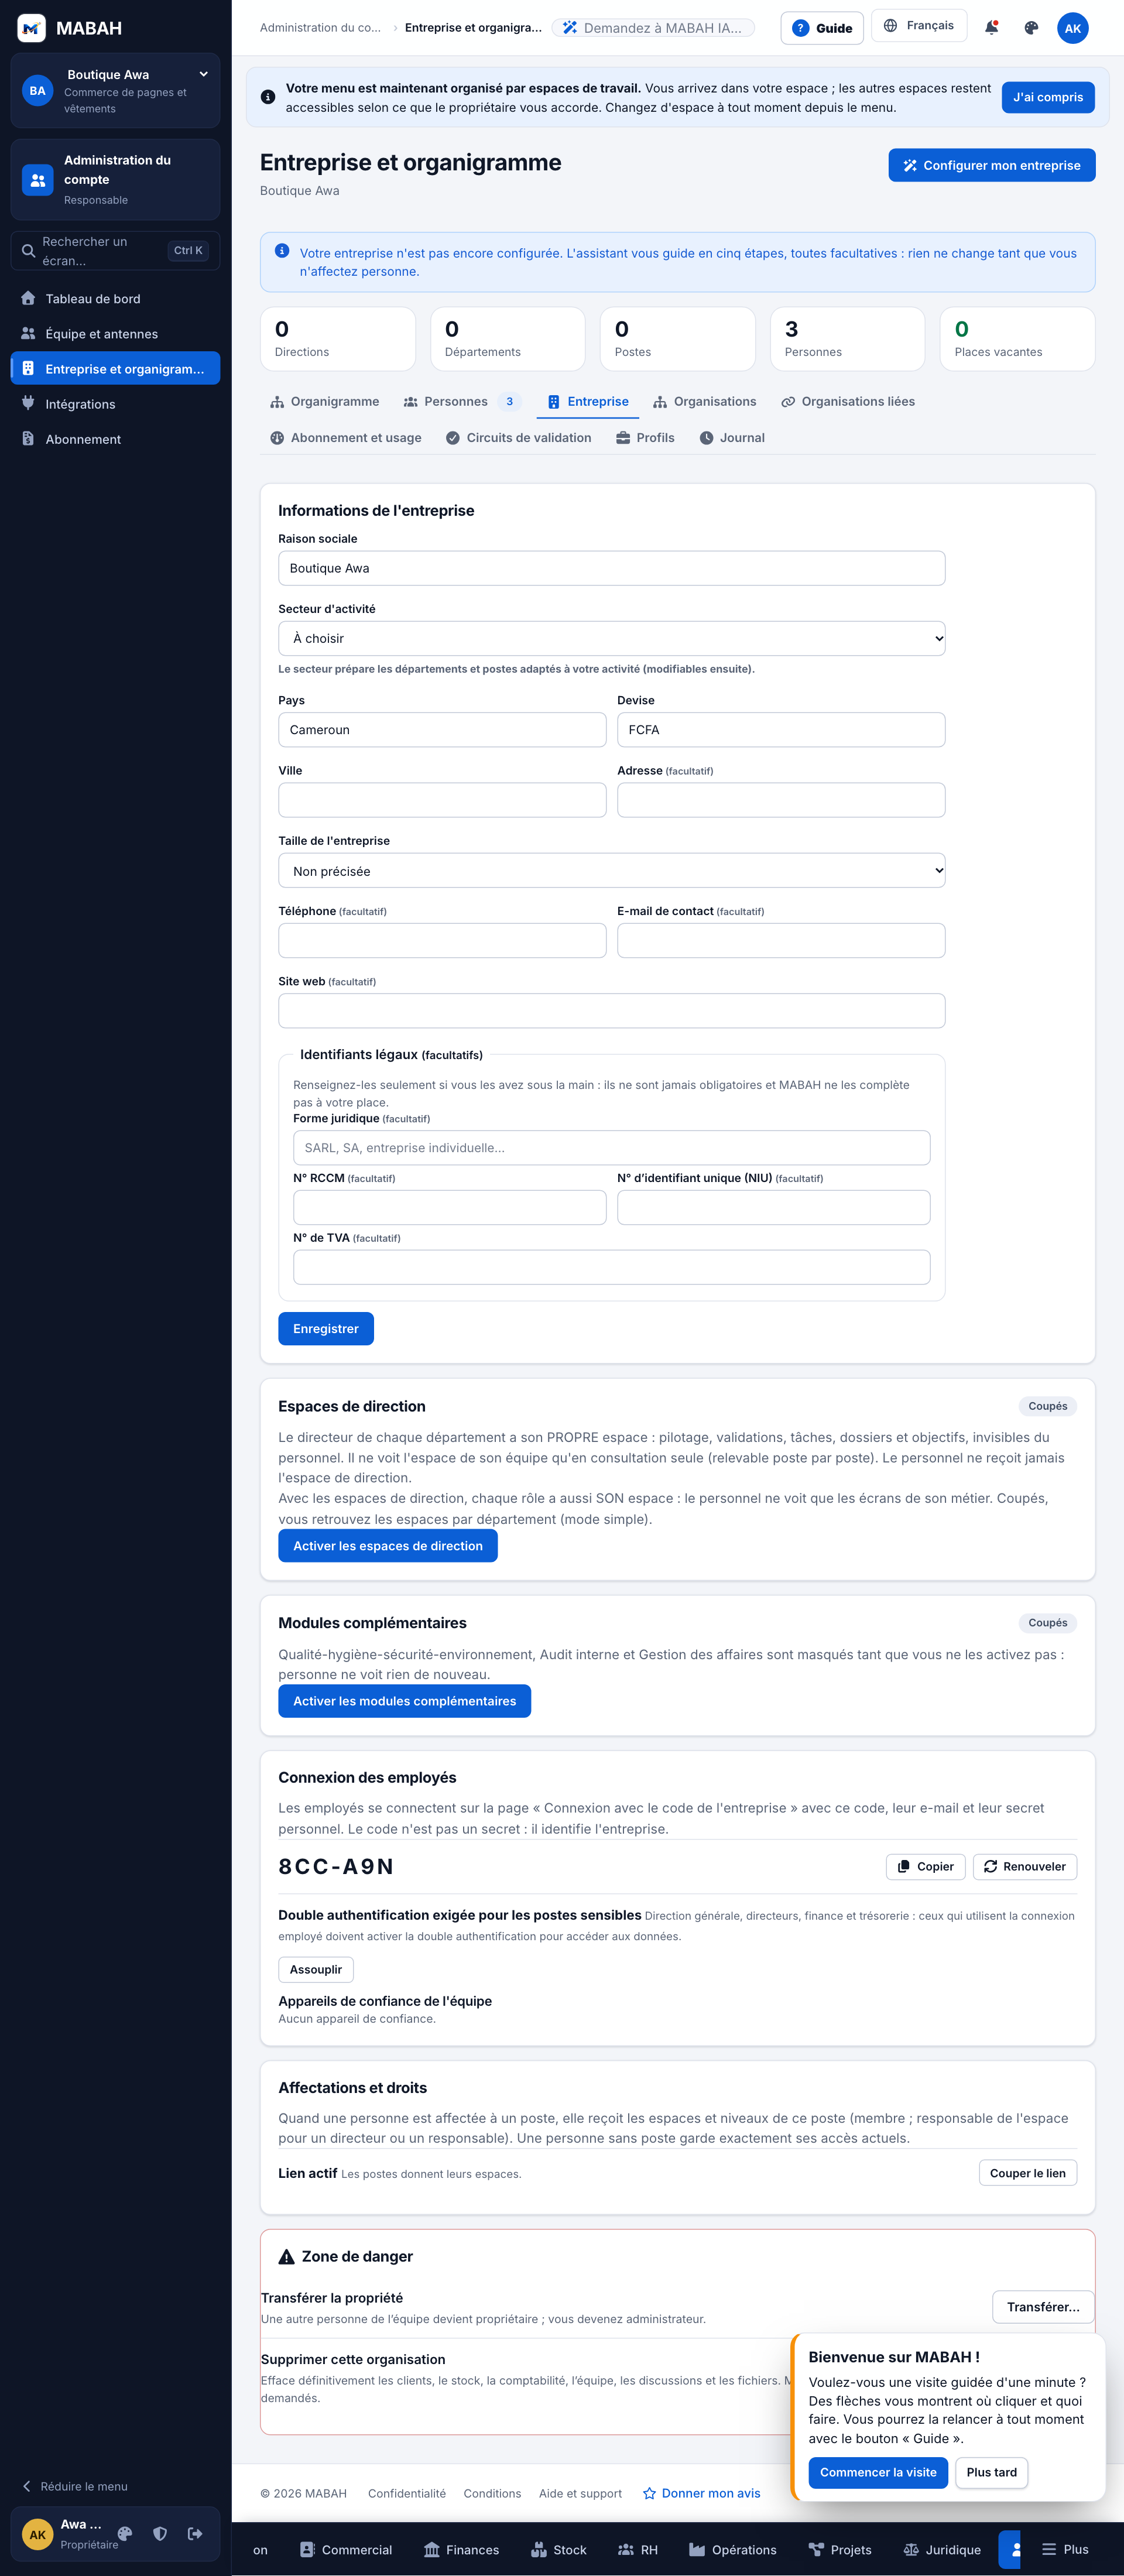 MABAH
BA
Boutique Awa
Commerce de pagnes et
vêtements
Administration du
compte
Responsable
Rechercher un
écran...
Ctrl K
Tableau de bord
Équipe et antennes
Entreprise et organigram...
Intégrations
Abonnement
Réduire le menu
AK
Awa ...
Propriétaire
Administration du co...
Entreprise et organigra...
Demandez à MABAH IA...
? Guide
Français
AK
Votre menu est maintenant organisé par espaces de travail. Vous arrivez dans votre espace ; les autres espaces restent
accessibles selon ce que le propriétaire vous accorde. Changez d'espace à tout moment depuis le menu.
J'ai compris
Entreprise et organigramme
Boutique Awa
Configurer mon entreprise
Votre entreprise n'est pas encore configurée. L'assistant vous guide en cinq étapes, toutes facultatives : rien ne change tant que vous
n'affectez personne.
0
Directions
0
Départements
0
Postes
3
Personnes
0
Places vacantes
Organigramme
Personnes 3
Entreprise
Organisations
Organisations liées
Abonnement et usage
Circuits de validation
Profils
Journal
Informations de l'entreprise
Raison sociale
Boutique Awa
Secteur d'activité
À choisir
Le secteur prépare les départements et postes adaptés à votre activité (modifiables ensuite).
Pays
Devise
Cameroun
FCFA
Ville
Adresse (facultatif)
Taille de l'entreprise
Non précisée
Téléphone (facultatif)
E-mail de contact (facultatif)
Site web (facultatif)
Identifiants légaux (facultatifs)
Renseignez-les seulement si vous les avez sous la main : ils ne sont jamais obligatoires et MABAH ne les complète
pas à votre place.
Forme juridique (facultatif)
SARL, SA, entreprise individuelle...
N° RCCM (facultatif)
N° d'identifiant unique (NIU) (facultatif)
N° de TVA (facultatif)
Enregistrer
Espaces de direction
Coupés
Le directeur de chaque département a son PROPRE espace : pilotage, validations, tâches, dossiers et objectifs, invisibles du
personnel. Il ne voit l'espace de son équipe qu'en consultation seule (relevable poste par poste). Le personnel ne reçoit jamais
l'espace de direction.
Avec les espaces de direction, chaque rôle a aussi SON espace : le personnel ne voit que les écrans de son métier. Coupés,
vous retrouvez les espaces par département (mode simple).
Activer les espaces de direction
Modules complémentaires
Coupés
Qualité-hygiène-sécurité-environnement, Audit interne et Gestion des affaires sont masqués tant que vous ne les activez pas :
personne ne voit rien de nouveau.
Activer les modules complémentaires
Connexion des employés
Les employés se connectent sur la page « Connexion avec le code de l'entreprise » avec ce code, leur e-mail et leur secret
personnel. Le code n'est pas un secret : il identifie l'entreprise.
8CC-A9N
Copier
Renouveler
Double authentification exigée pour les postes sensibles Direction générale, directeurs, finance et trésorerie : ceux qui utilisent la connexion
employé doivent activer la double authentification pour accéder aux données.
Assouplir
Appareils de confiance de l'équipe
Aucun appareil de confiance.
Affectations et droits
Quand une personne est affectée à un poste, elle reçoit les espaces et niveaux de ce poste (membre ; responsable de l'espace
pour un directeur ou un responsable). Une personne sans poste garde exactement ses accès actuels.
Lien actif Les postes donnent leurs espaces.
Couper le lien
Zone de danger
Transférer la propriété
Une autre personne de l'équipe devient propriétaire ; vous devenez administrateur.
Transférer...
Supprimer cette organisation
Efface définitivement les clients, le stock, la comptabilité, l'équipe, les discussions et les fichiers.
demandés.
Bienvenue sur MABAH !
Voulez-vous une visite guidée d'une minute ?
Des flèches vous montrent où cliquer et quoi
faire. Vous pourrez la relancer à tout moment
avec le bouton « Guide ».
Commencer la visite
Plus tard
© 2026 MABAH
Confidentialité
Conditions
Aide et support
Donner mon avis
on
Commercial
Finances
Stock
RH
Opérations
Projets
Juridique
Plus